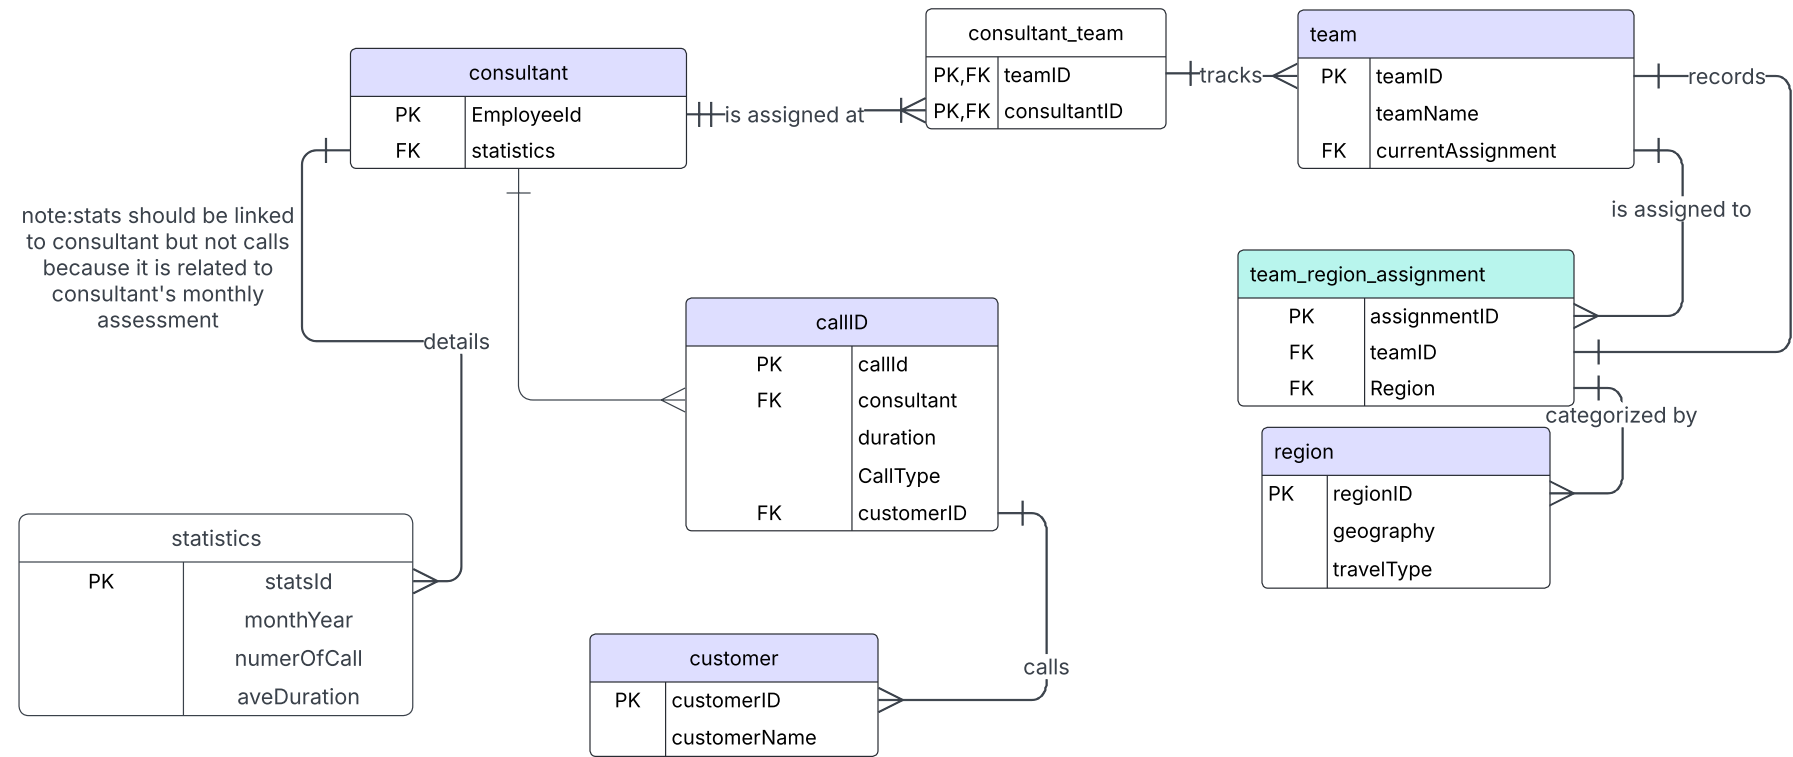 consultant
PK EmployeeId
FK statistics
is assigned at
consultant_team
PK,FK teamID
PK,FK consultantID
tracks
team
PK teamID
teamName
FK currentAssignment
records
is assigned to
note:stats should be linked
to consultant but not calls
because it is related to
consultant's monthly
assessment
details
callID
PK callId
FK consultant
duration
CallType
FK customerID
team_region_assignment
PK assignmentID
FK teamID
FK Region
categorized by
region
PK regionID
geography
travelType
statistics
PK statsId
monthYear
numerOfCall
aveDuration
customer
PK customerID
customerName
calls